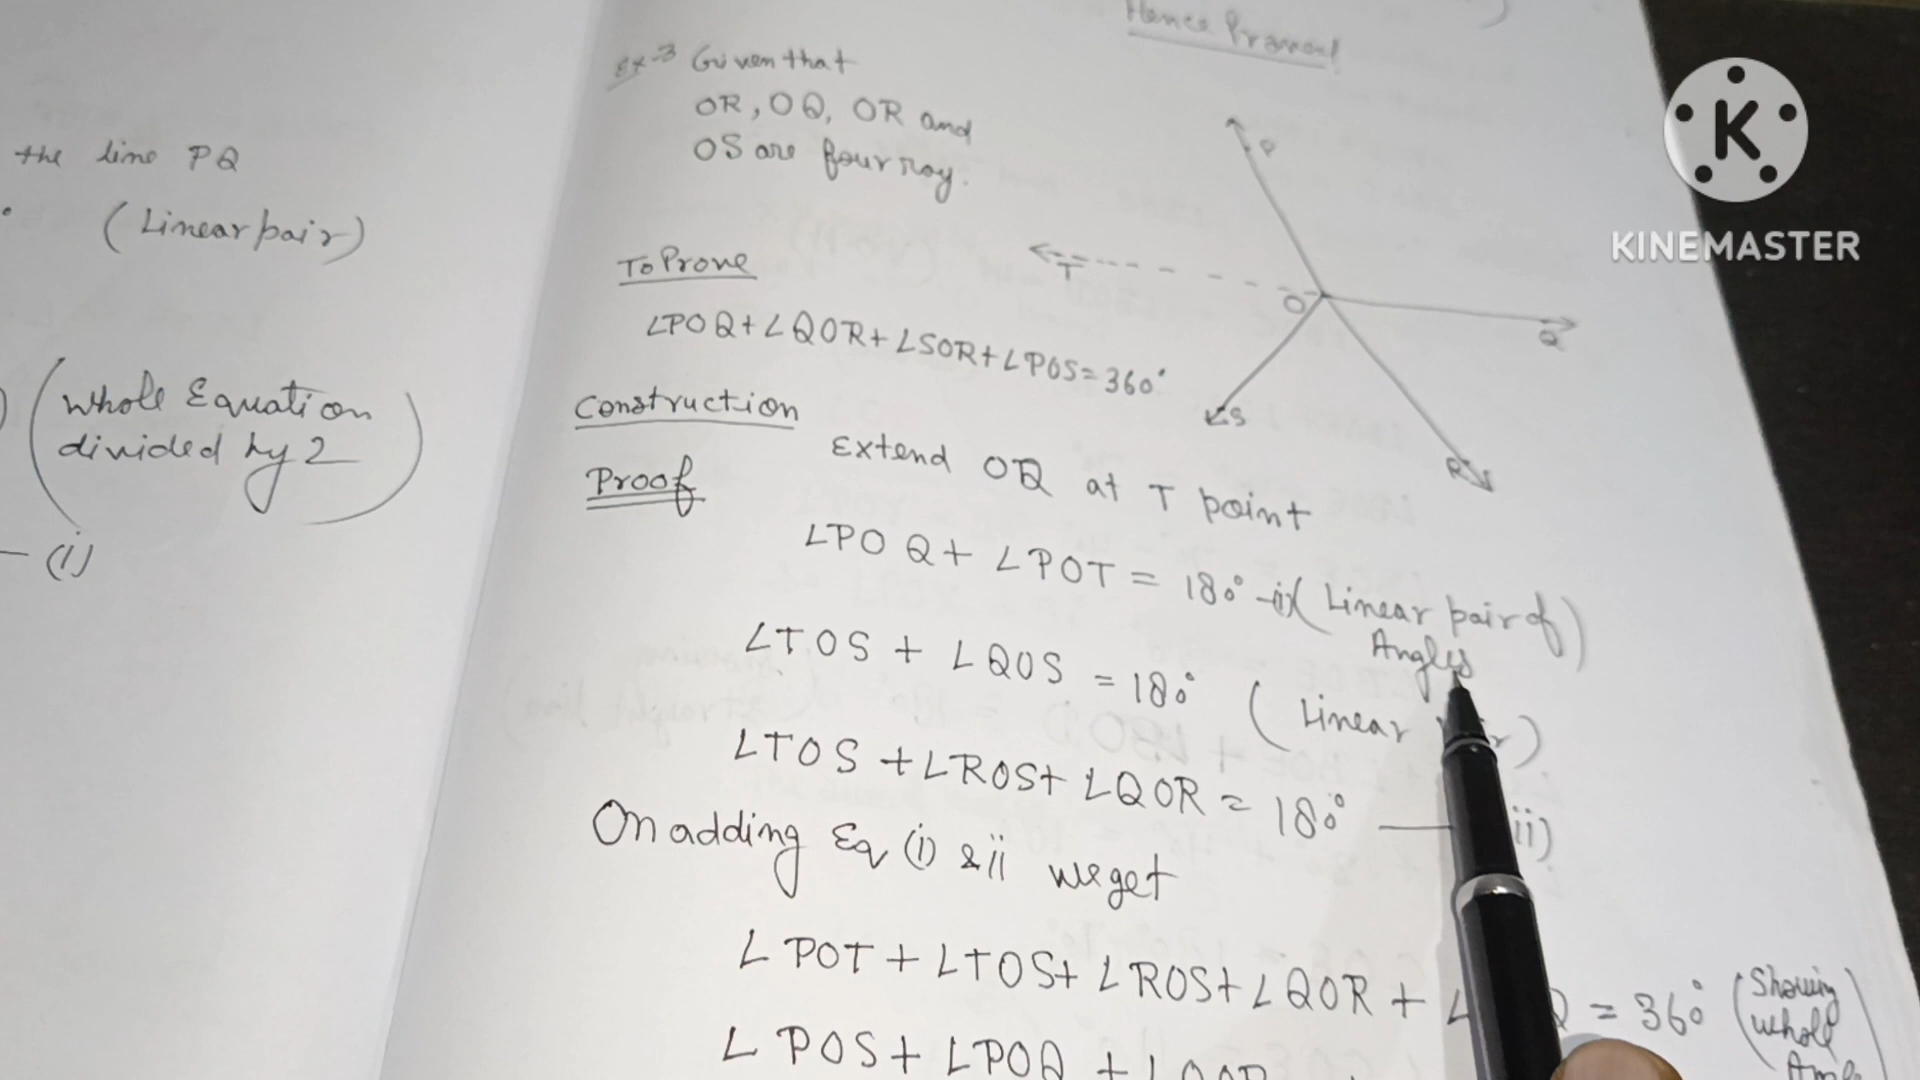 the line PQ
(Linear pair)
(Whole Equation
divided by 2)
— (i)
Ex-3 Given that
OR, OQ, OR and
OS are four ray.
To Prove
∠POQ + ∠QOR + ∠SOR + ∠POS = 360°
Construction
Extend OQ at T point
Proof
∠POQ + ∠POT = 180° –(i) (Linear pair of
Angles)
∠TOS + ∠QOS = 180° (Linear
∠TOS + ∠ROS + ∠QOR = 180° — ii)
On adding Eq (i) & ii we get
∠POT + ∠TOS + ∠ROS + ∠QOR + ∠ Q = 360° (Showing
whole
∠POS + ∠POQ +
P
T
O
Q
S
R
K
KINEMASTER